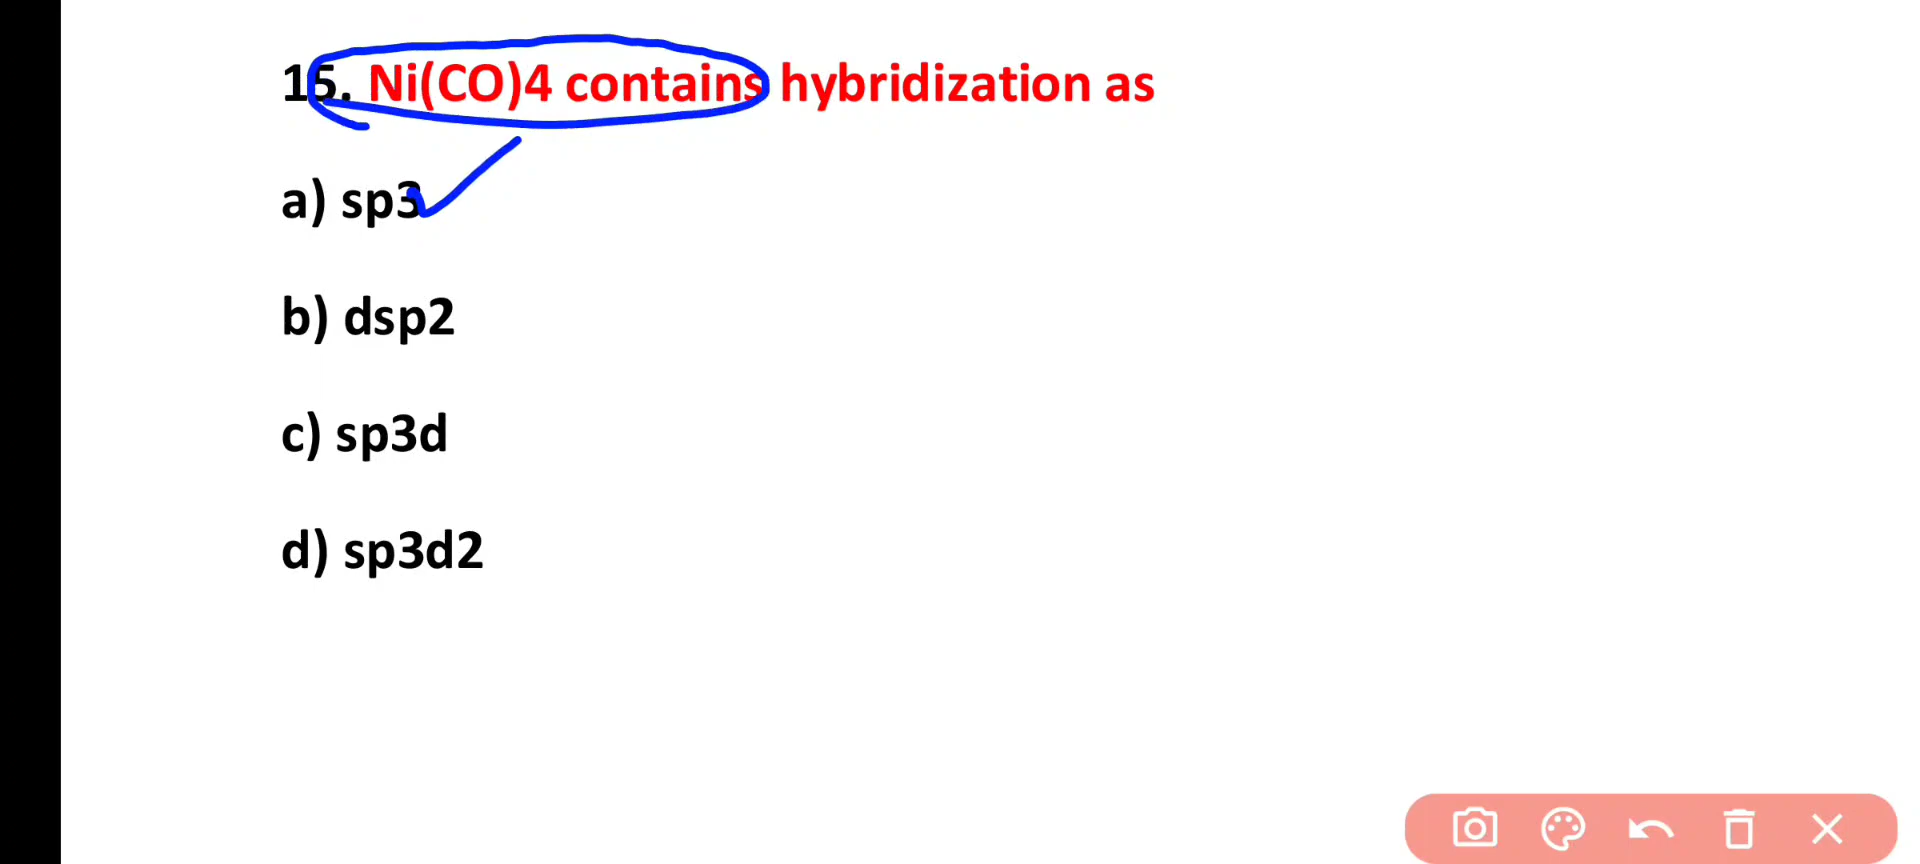 15. Ni(CO)4 contains hybridization as
a) sp3
b) dsp2
c) sp3d
d) sp3d2